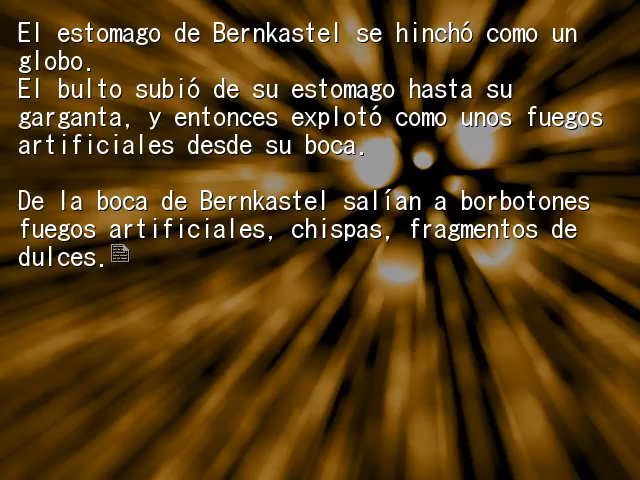 El estomago de Bernkastel se hinchó como un
globo.
El bulto subió de su estomago hasta su
garganta, y entonces explotó como unos fuegos
artificiales desde su boca.
De la boca de Bernkastel salían a borbotones
fuegos artificiales, chispas, fragmentos de
dulces.